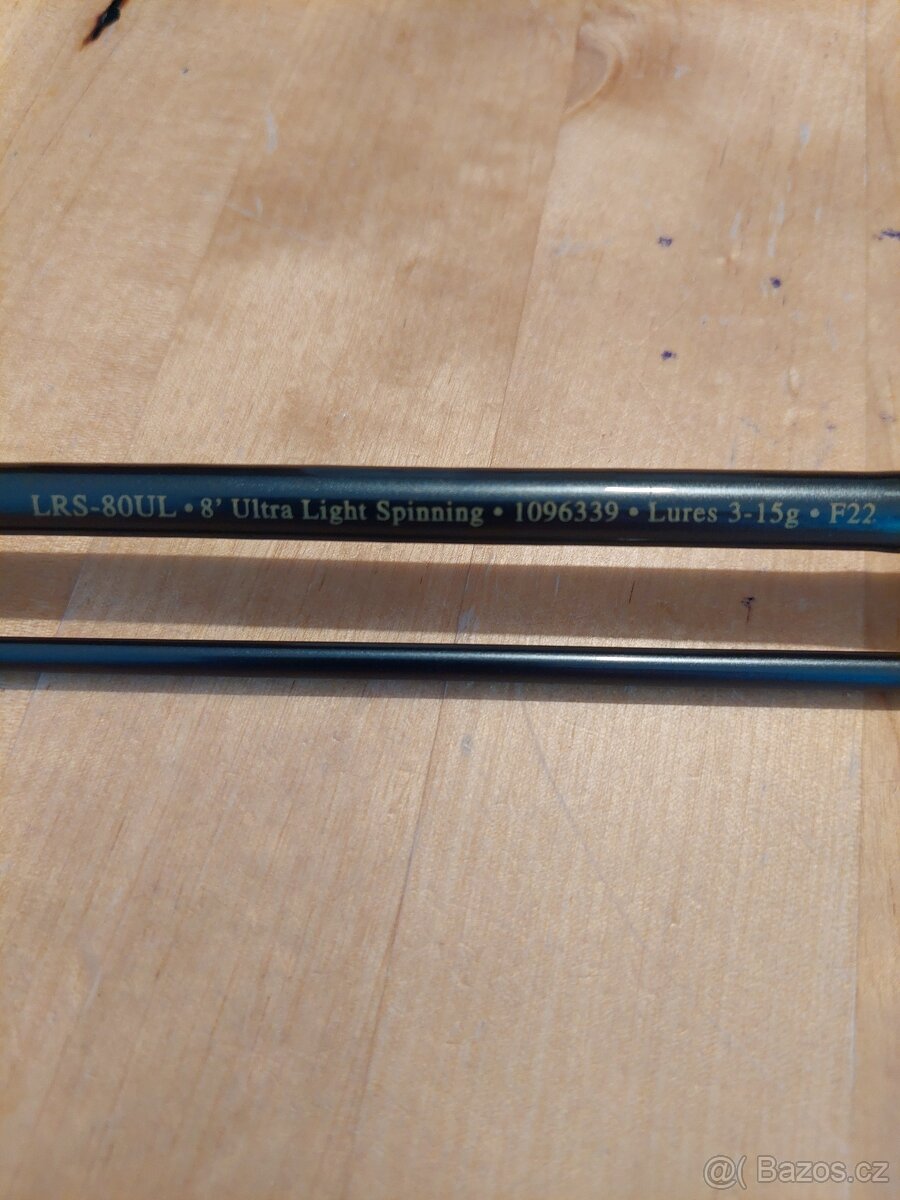 LRS-80UL • 8' Ultra Light Spinning • 1096339 • Lures 3-15g • F22
@( Bazos.cz